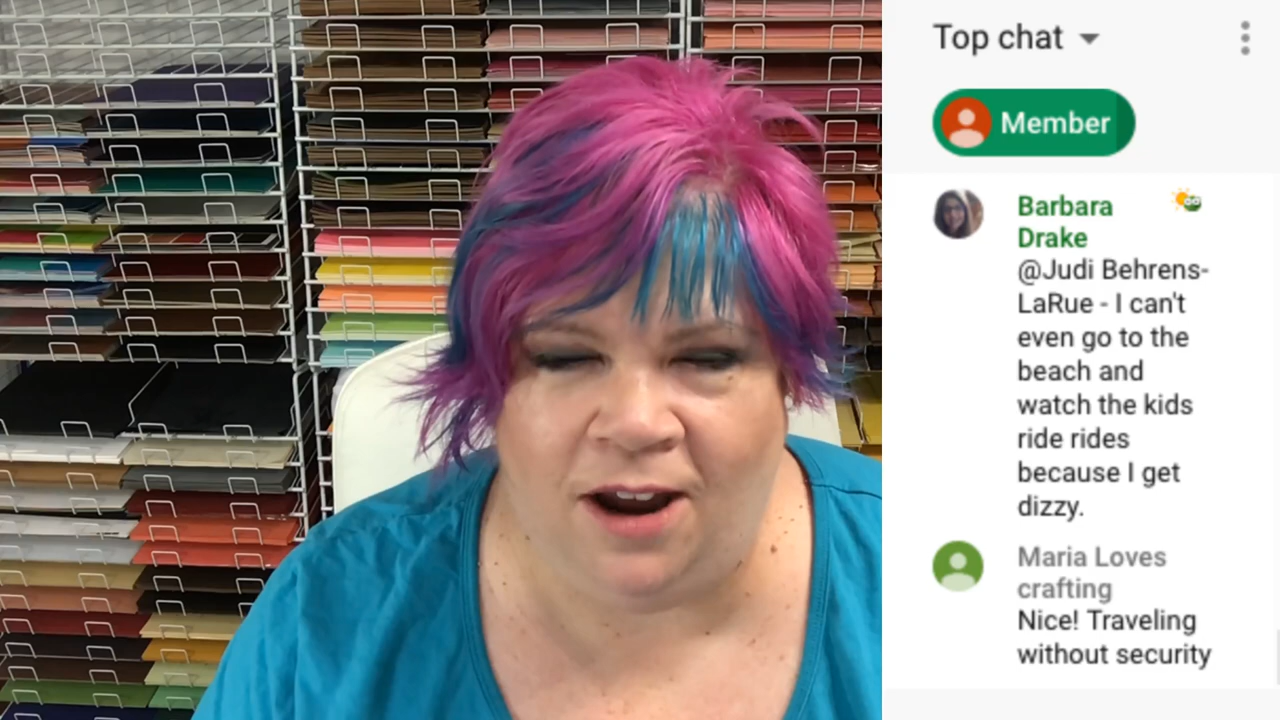 Top chat
Member
Barbara
Drake
@Judi Behrens-
LaRue - I can't
even go to the
beach and
watch the kids
ride rides
because I get
dizzy.
Maria Loves
crafting
Nice! Traveling
without security